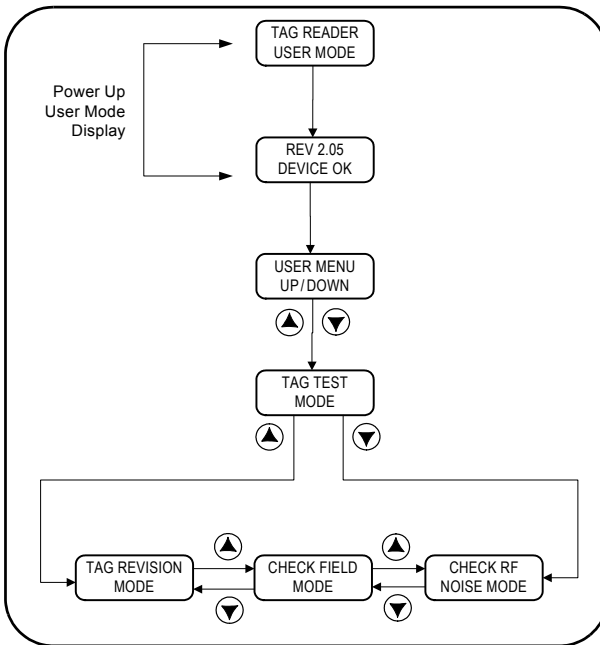 TAG READER
USER MODE
Power Up
User Mode
Display
REV 2.05
DEVICE OK
USER MENU
UP/DOWN
TAG TEST
MODE
TAG REVISION
MODE
CHECK FIELD
MODE
CHECK RF
NOISE MODE